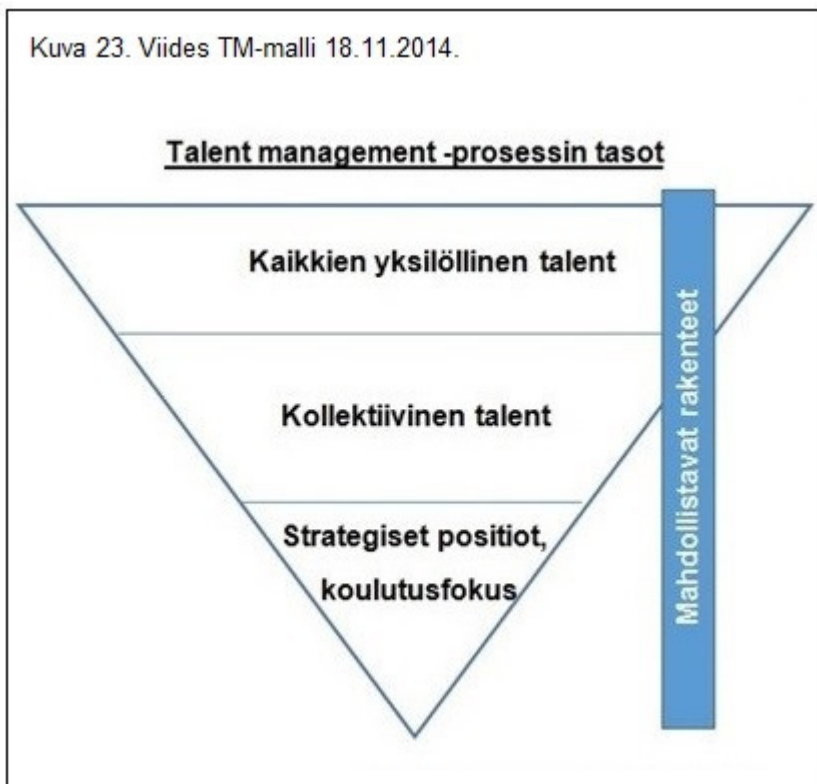 Kuva 23. Viides TM-malli 18.11.2014.
Talent management -prosessin tasot
Kaikkien yksilöllinen talent
Kollektiivinen talent
Strategiset positiot,
koulutusfokus
Mahdollistavat rakenteet